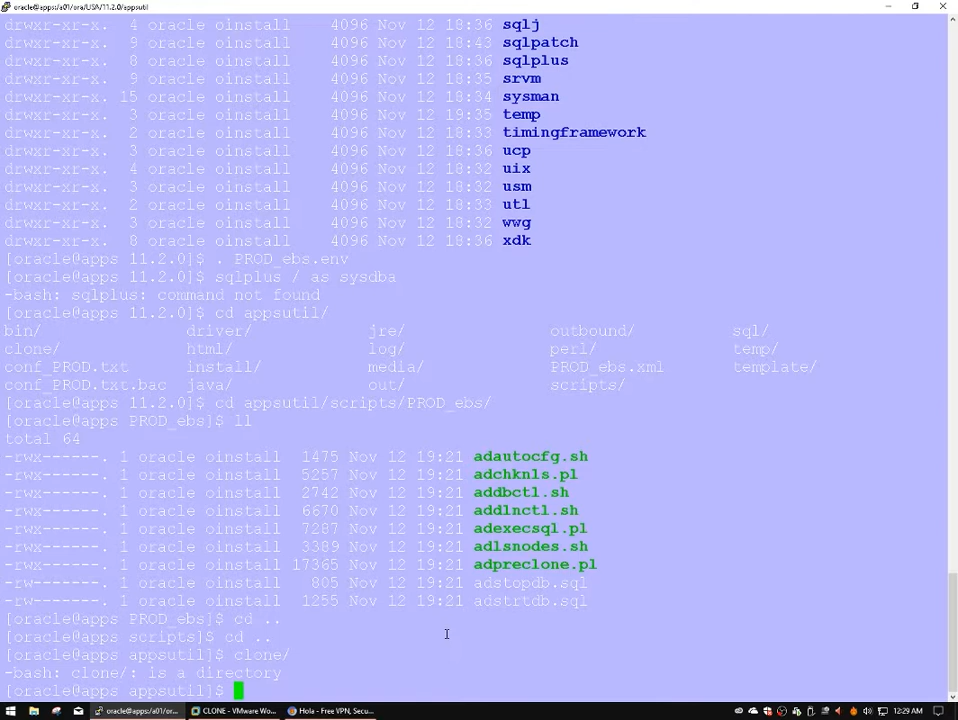 oracle@apps:/a01/ora/USA/11.2.0/appsutil
drwxr-xr-x.  4 oracle oinstall     4096 Nov 12 18:44 sqlj
drwxr-xr-x.  9 oracle oinstall     4096 Nov 12 18:43 sqlpatch
drwxr-xr-x.  8 oracle oinstall     4096 Nov 12 18:36 sqlplus
drwxr-xr-x.  9 oracle oinstall     4096 Nov 12 18:35 srvm
drwxr-xr-x. 15 oracle oinstall     4096 Nov 12 18:34 sysman
drwxr-xr-x.  3 oracle oinstall     4096 Nov 12 19:35 temp
drwxr-xr-x.  2 oracle oinstall     4096 Nov 12 18:33 timingframework
drwxr-xr-x.  3 oracle oinstall     4096 Nov 12 18:36 ucp
drwxr-xr-x.  4 oracle oinstall     4096 Nov 12 18:32 uix
drwxr-xr-x.  3 oracle oinstall     4096 Nov 12 18:32 usm
drwxr-xr-x.  2 oracle oinstall     4096 Nov 12 18:33 utl
drwxr-xr-x.  3 oracle oinstall     4096 Nov 12 18:32 wwg
drwxr-xr-x.  8 oracle oinstall     4096 Nov 12 18:36 xdk
[oracle@apps 11.2.0]$ . PROD_ebs.env
[oracle@apps 11.2.0]$ sqlplus / as sysdba
-bash: sqlplus: command not found
[oracle@apps 11.2.0]$ cd appsutil/
bin/ driver/ jre/ outbound/ sql/
clone/ html/ log/ perl/ temp/
conf_PROD.txt install/ media/ PROD_ebs.xml template/
conf_PROD.txt.bac java/ out/ scripts/
[oracle@apps 11.2.0]$ cd appsutil/scripts/PROD_ebs/
[oracle@apps PROD_ebs]$ ll
total 64
-rwx------. 1 oracle oinstall  1475 Nov 12 19:21 adautocfg.sh
-rwx------. 1 oracle oinstall  5257 Nov 12 19:21 adchknls.pl
-rwx------. 1 oracle oinstall  2742 Nov 12 19:21 addbctl.sh
-rwx------. 1 oracle oinstall  6670 Nov 12 19:21 addlnctl.sh
-rwx------. 1 oracle oinstall  7287 Nov 12 19:21 adexecsql.pl
-rwx------. 1 oracle oinstall  3389 Nov 12 19:21 adlsnodes.sh
-rwx------. 1 oracle oinstall 17365 Nov 12 19:21 adpreclone.pl
-rw-------. 1 oracle oinstall   805 Nov 12 19:21 adstopdb.sql
-rw-------. 1 oracle oinstall  1255 Nov 12 19:21 adstrtdb.sql
[oracle@apps PROD_ebs]$ cd ..
[oracle@apps scripts]$ cd ..
[oracle@apps appsutil]$ clone/
-bash: clone/: is a directory
[oracle@apps appsutil]$
oracle@apps:/a01/or... CLONE - VMware Wo... Hola - Free VPN, Secu... 12:29 AM